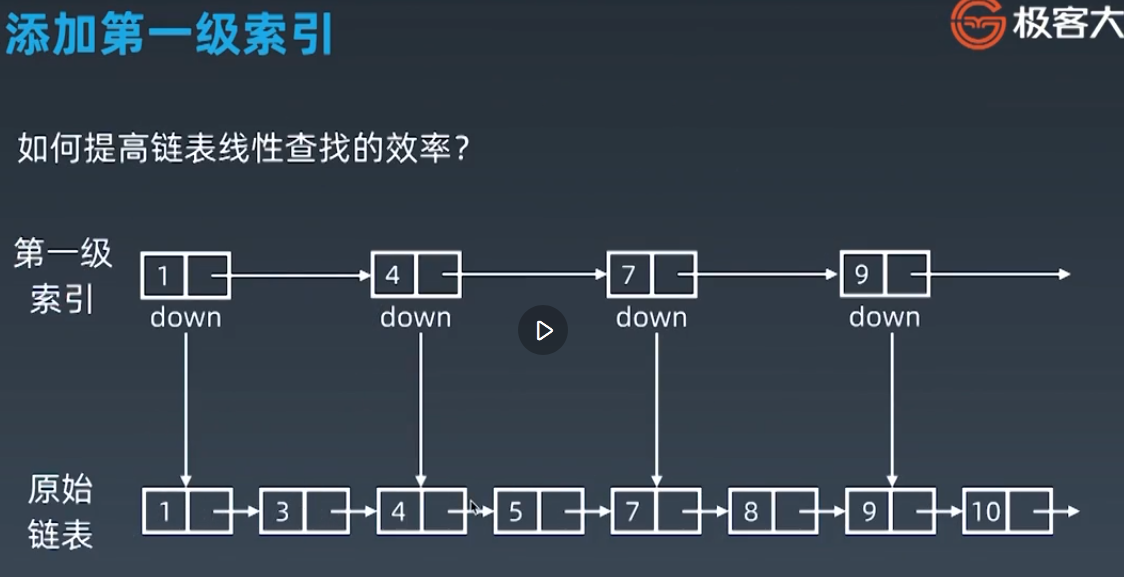 添加第一级索引
极客大
如何提高链表线性查找的效率?
第一级
索引
1 4 7 9
down down down down
原始
链表
1 3 4 5 7 8 9 10